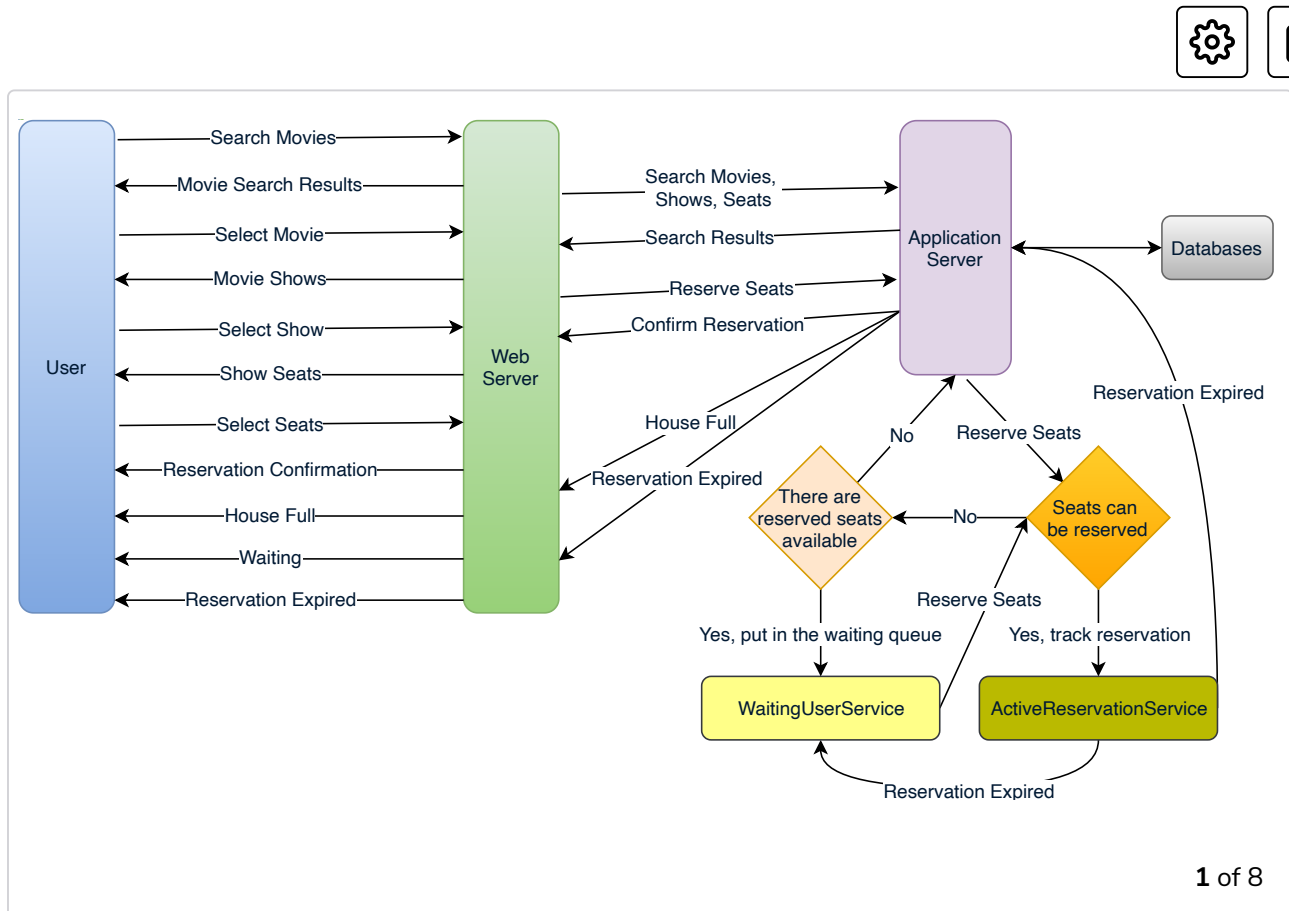 Search Movies
Movie Search Results
Search Movies,
Shows, Seats
Select Movie
Search Results
Application
Server
Databases
Movie Shows
Reserve Seats
Select Show
Confirm Reservation
User
Web
Server
Show Seats
Reservation Expired
Select Seats
House Full
No
Reserve Seats
Reservation Confirmation
Reservation Expired
There are
reserved seats
available
No
Seats can
be reserved
House Full
Waiting
Reservation Expired
Reserve Seats
Yes, put in the waiting queue
Yes, track reservation
WaitingUserService
ActiveReservationService
Reservation Expired
1 of 8